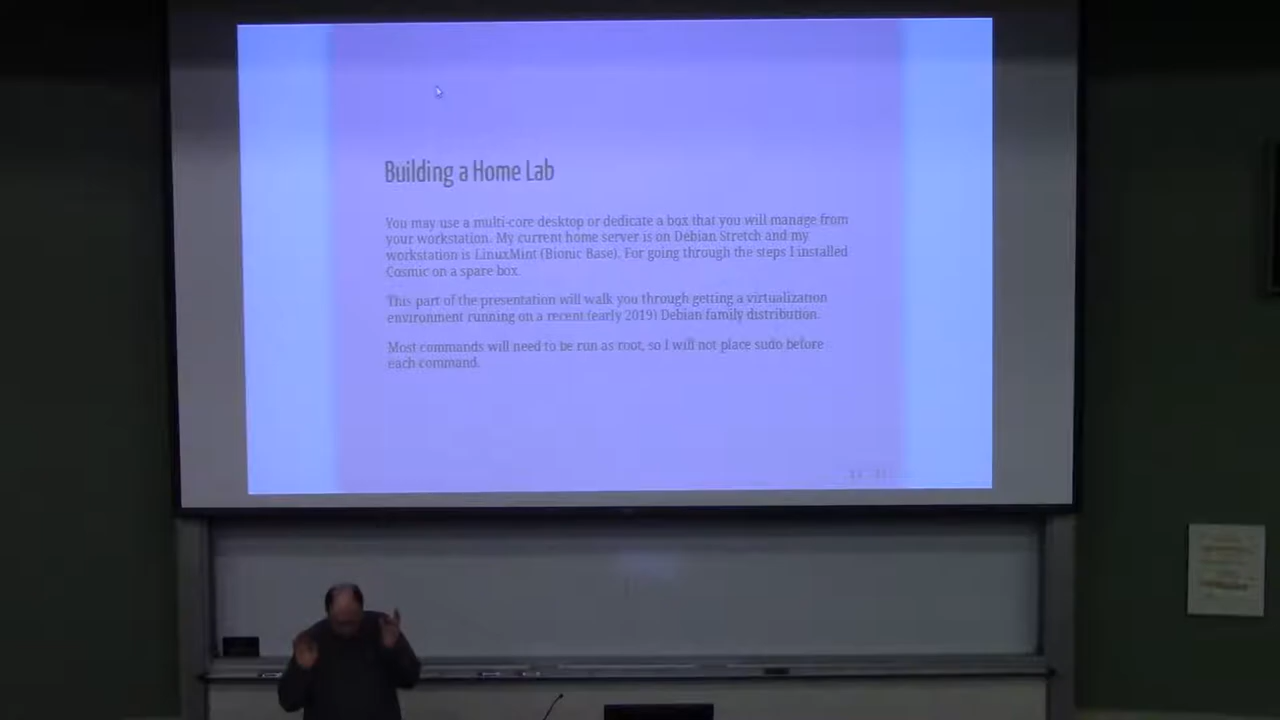 Building a Home Lab
You may use a multi-core desktop or dedicate a box that you will manage from
your workstation. My current home server is on Debian Stretch and my
workstation is LinuxMint (Bionic Base). For going through the steps I installed
Cosmic on a spare box.
This part of the presentation will walk you through getting a virtualization
environment running on a recent (early 2019) Debian family distribution.
Most commands will need to be run as root, so I will not place sudo before
each command.